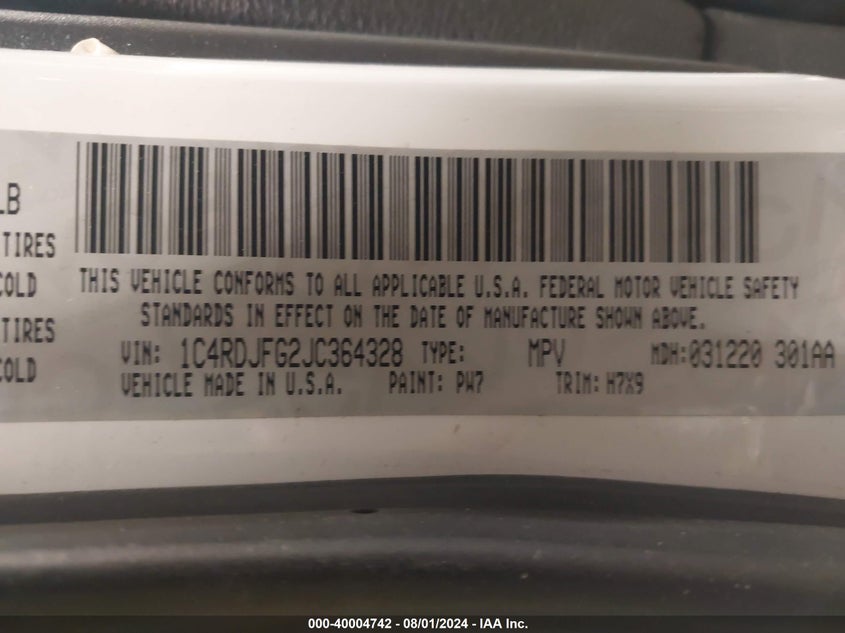 LB
TIRES
COLD
TIRES
COLD
THIS VEHICLE CONFORMS TO ALL APPLICABLE U.S.A. FEDERAL MOTOR VEHICLE SAFETY
STANDARDS IN EFFECT ON THE DATE OF MANUFACTURE SHOWN ABOVE.
VIN: 1C4RDJFG2JC364328 TYPE: MPV MDH:031220 301AA
VEHICLE MADE IN U.S.A. PAINT: PW7 TRIM: H7X9
000-40004742 - 08/01/2024 - IAA Inc.